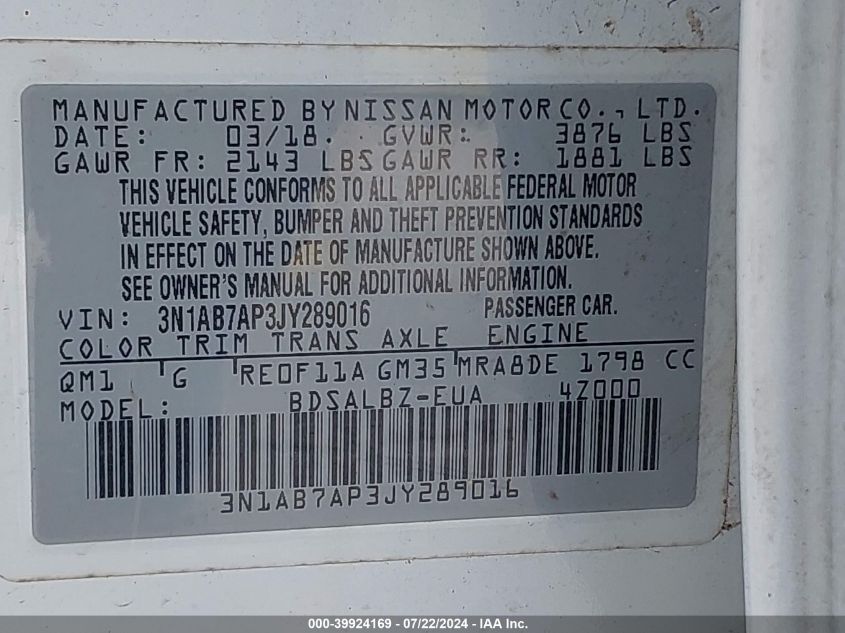 MANUFACTURED BY NISSAN MOTOR CO., LTD.
DATE: 03/18. GVWR: 3876 LBS
GAWR FR: 2143 LBS GAWR RR: 1881 LBS
THIS VEHICLE CONFORMS TO ALL APPLICABLE FEDERAL MOTOR
VEHICLE SAFETY, BUMPER AND THEFT PREVENTION STANDARDS
IN EFFECT ON THE DATE OF MANUFACTURE SHOWN ABOVE.
SEE OWNER'S MANUAL FOR ADDITIONAL INFORMATION.
VIN: 3N1AB7AP3JY289016 PASSENGER CAR.
COLOR TRIM TRANS AXLE ENGINE
QM1 G RE0F11A GM35 MRA8DE 1798 CC
MODEL: BDSALBZ-EUA 4Z000
3N1AB7AP3JY289016
000-39924169 - 07/22/2024 - IAA Inc.